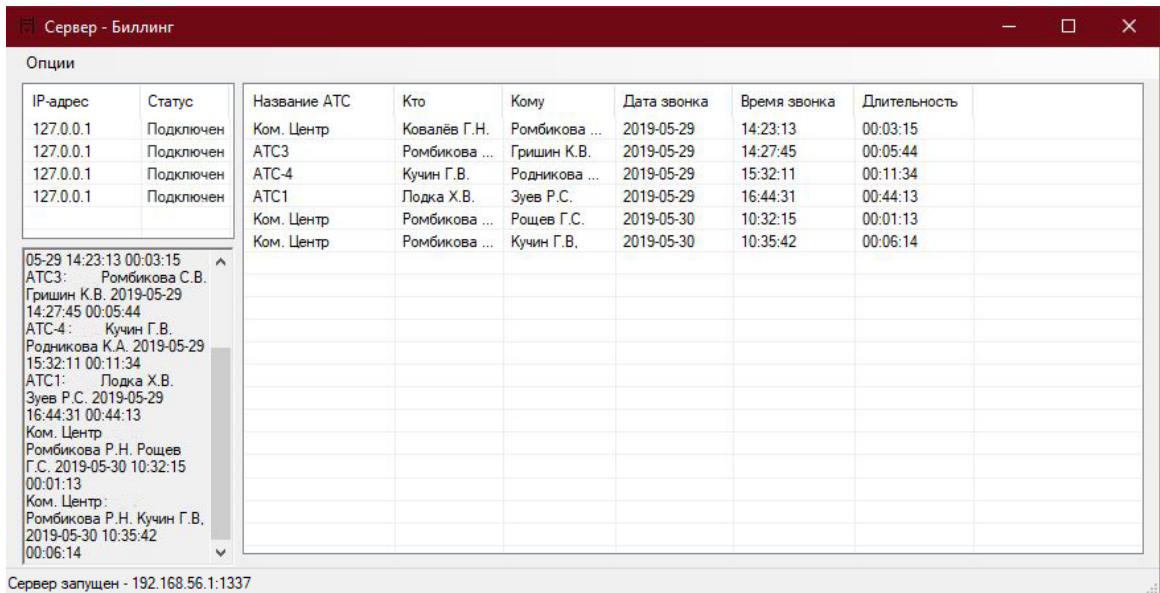 Сервер - Биллинг
Опции
IP-адрес Статус
127.0.0.1 Подключен
127.0.0.1 Подключен
127.0.0.1 Подключен
127.0.0.1 Подключен
Название АТС Кто Кому Дата звонка Время звонка Длительность
Ком. Центр Ковалёв Г.Н. Ромбикова ... 2019-05-29 14:23:13 00:03:15
АТС3 Ромбикова ... Гришин К.В. 2019-05-29 14:27:45 00:05:44
АТС-4 Кучин Г.В. Родникова ... 2019-05-29 15:32:11 00:11:34
АТС1 Лодка Х.В. Зуев Р.С. 2019-05-29 16:44:31 00:44:13
Ком. Центр Ромбикова ... Рощев Г.С. 2019-05-30 10:32:15 00:01:13
Ком. Центр Ромбикова ... Кучин Г.В, 2019-05-30 10:35:42 00:06:14
05-29 14:23:13 00:03:15
АТС3: Ромбикова С.В.
Гришин К.В. 2019-05-29
14:27:45 00:05:44
АТС-4: Кучин Г.В.
Родникова К.А. 2019-05-29
15:32:11 00:11:34
АТС1: Лодка Х.В.
Зуев Р.С. 2019-05-29
16:44:31 00:44:13
Ком. Центр
Ромбикова Р.Н. Рощев
Г.С. 2019-05-30 10:32:15
00:01:13
Ком. Центр:
Ромбикова Р.Н. Кучин Г.В,
2019-05-30 10:35:42
00:06:14
Сервер запущен - 192.168.56.1:1337